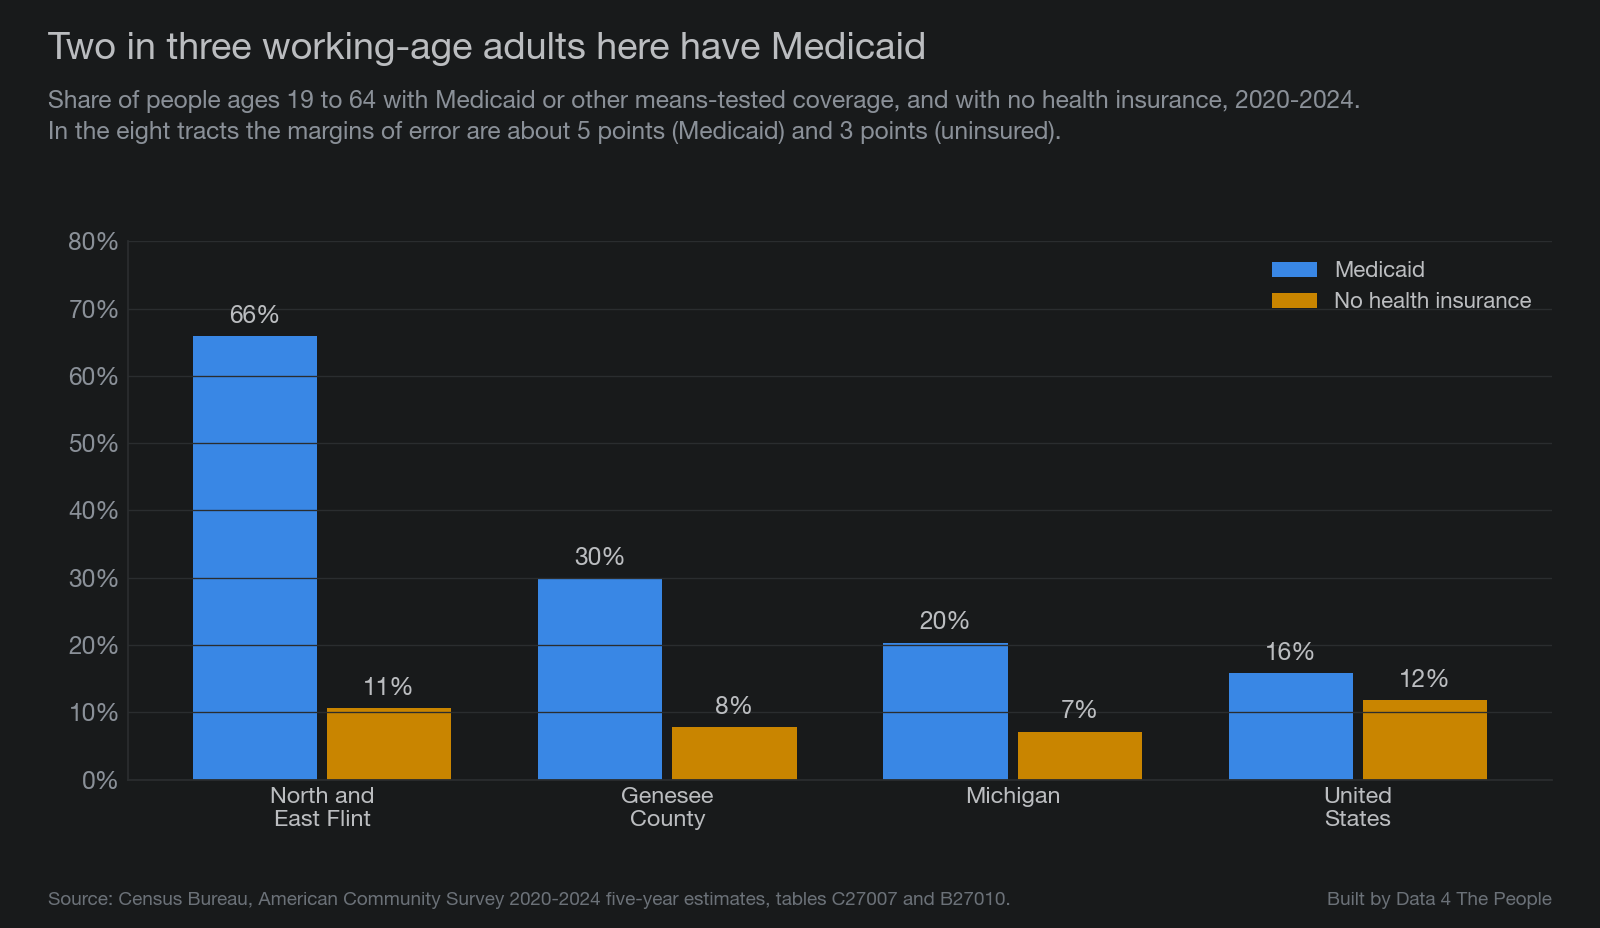 Two in three working-age adults here have Medicaid
Share of people ages 19 to 64 with Medicaid or other means-tested coverage, and with no health insurance, 2020-2024.
In the eight tracts the margins of error are about 5 points (Medicaid) and 3 points (uninsured).
80%
70%
60%
50%
40%
30%
20%
10%
0%
Medicaid
No health insurance
66%
11%
30%
8%
20%
7%
16%
12%
North and
East Flint
Genesee
County
Michigan
United
States
Source: Census Bureau, American Community Survey 2020-2024 five-year estimates, tables C27007 and B27010.
Built by Data 4 The People